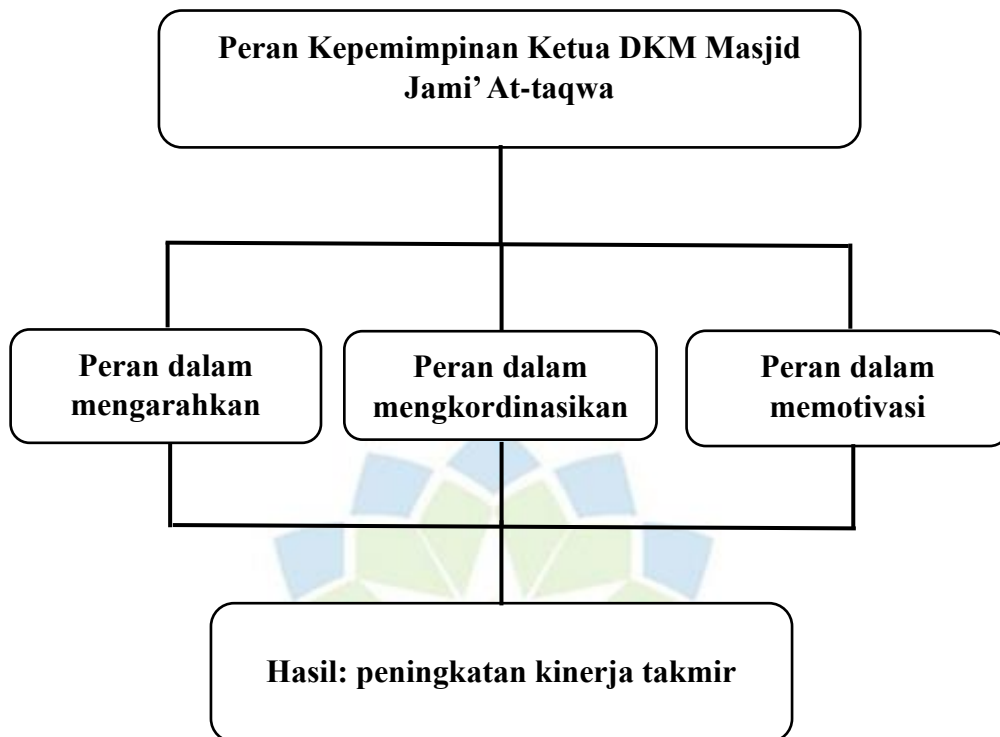 Peran Kepemimpinan Ketua DKM Masjid
Jami’ At-taqwa
Peran dalam
mengarahkan
Peran dalam
mengkordinasikan
Peran dalam
memotivasi
Hasil: peningkatan kinerja takmir